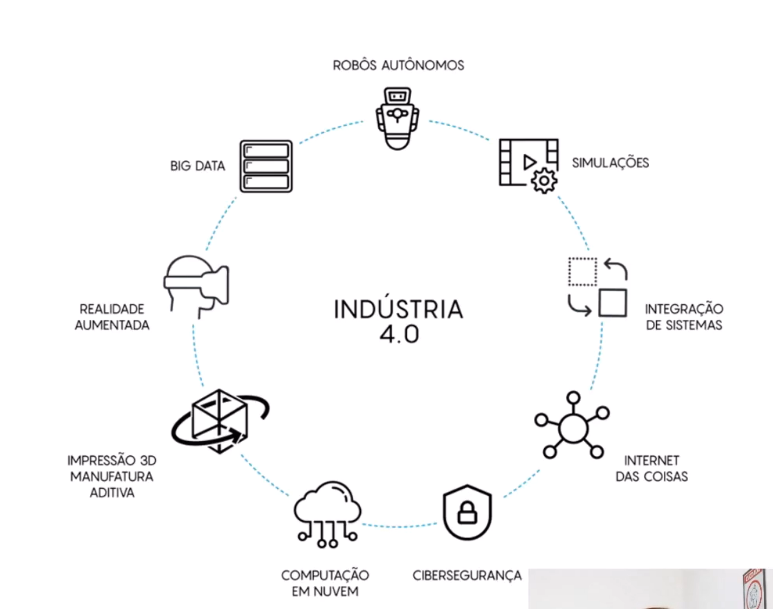 ROBÔS AUTÔNOMOS
BIG DATA
SIMULAÇÕES
REALIDADE
AUMENTADA
INDÚSTRIA
4.0
INTEGRAÇÃO
DE SISTEMAS
IMPRESSÃO 3D
MANUFATURA
ADITIVA
INTERNET
DAS COISAS
COMPUTAÇÃO
EM NUVEM
CIBERSEGURANÇA